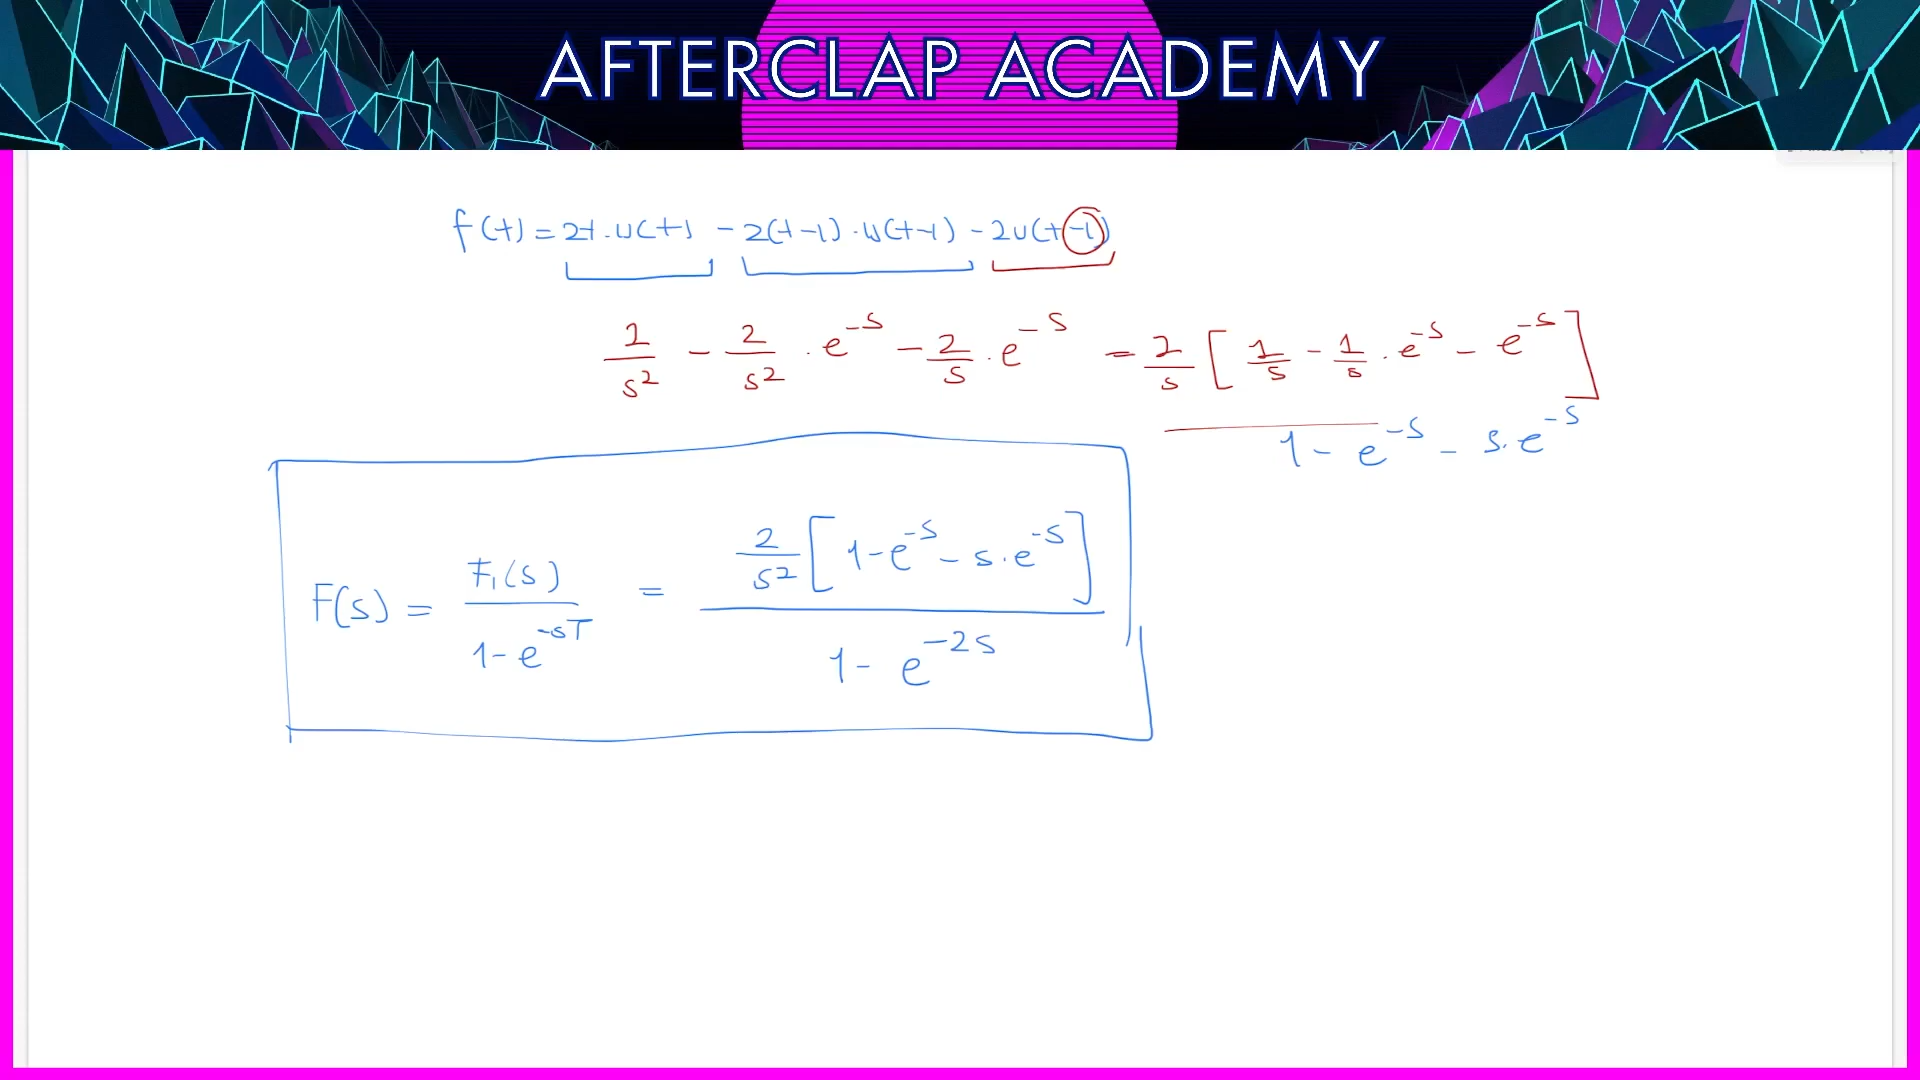 AFTERCLAP ACADEMY
f(t) = 2t·u(t) - 2(t-1)·u(t-1) - 2u(t-1)
2/s² - 2/s²·e^-s - 2/s·e^-s = 2/s [1/s - 1/s·e^-s - e^-s]
1 - e^-s - s·e^-s
F(s) = F₁(s)/(1-e^-sT) = 2/s² [1-e^-s - s·e^-s]/(1 - e^-2s)